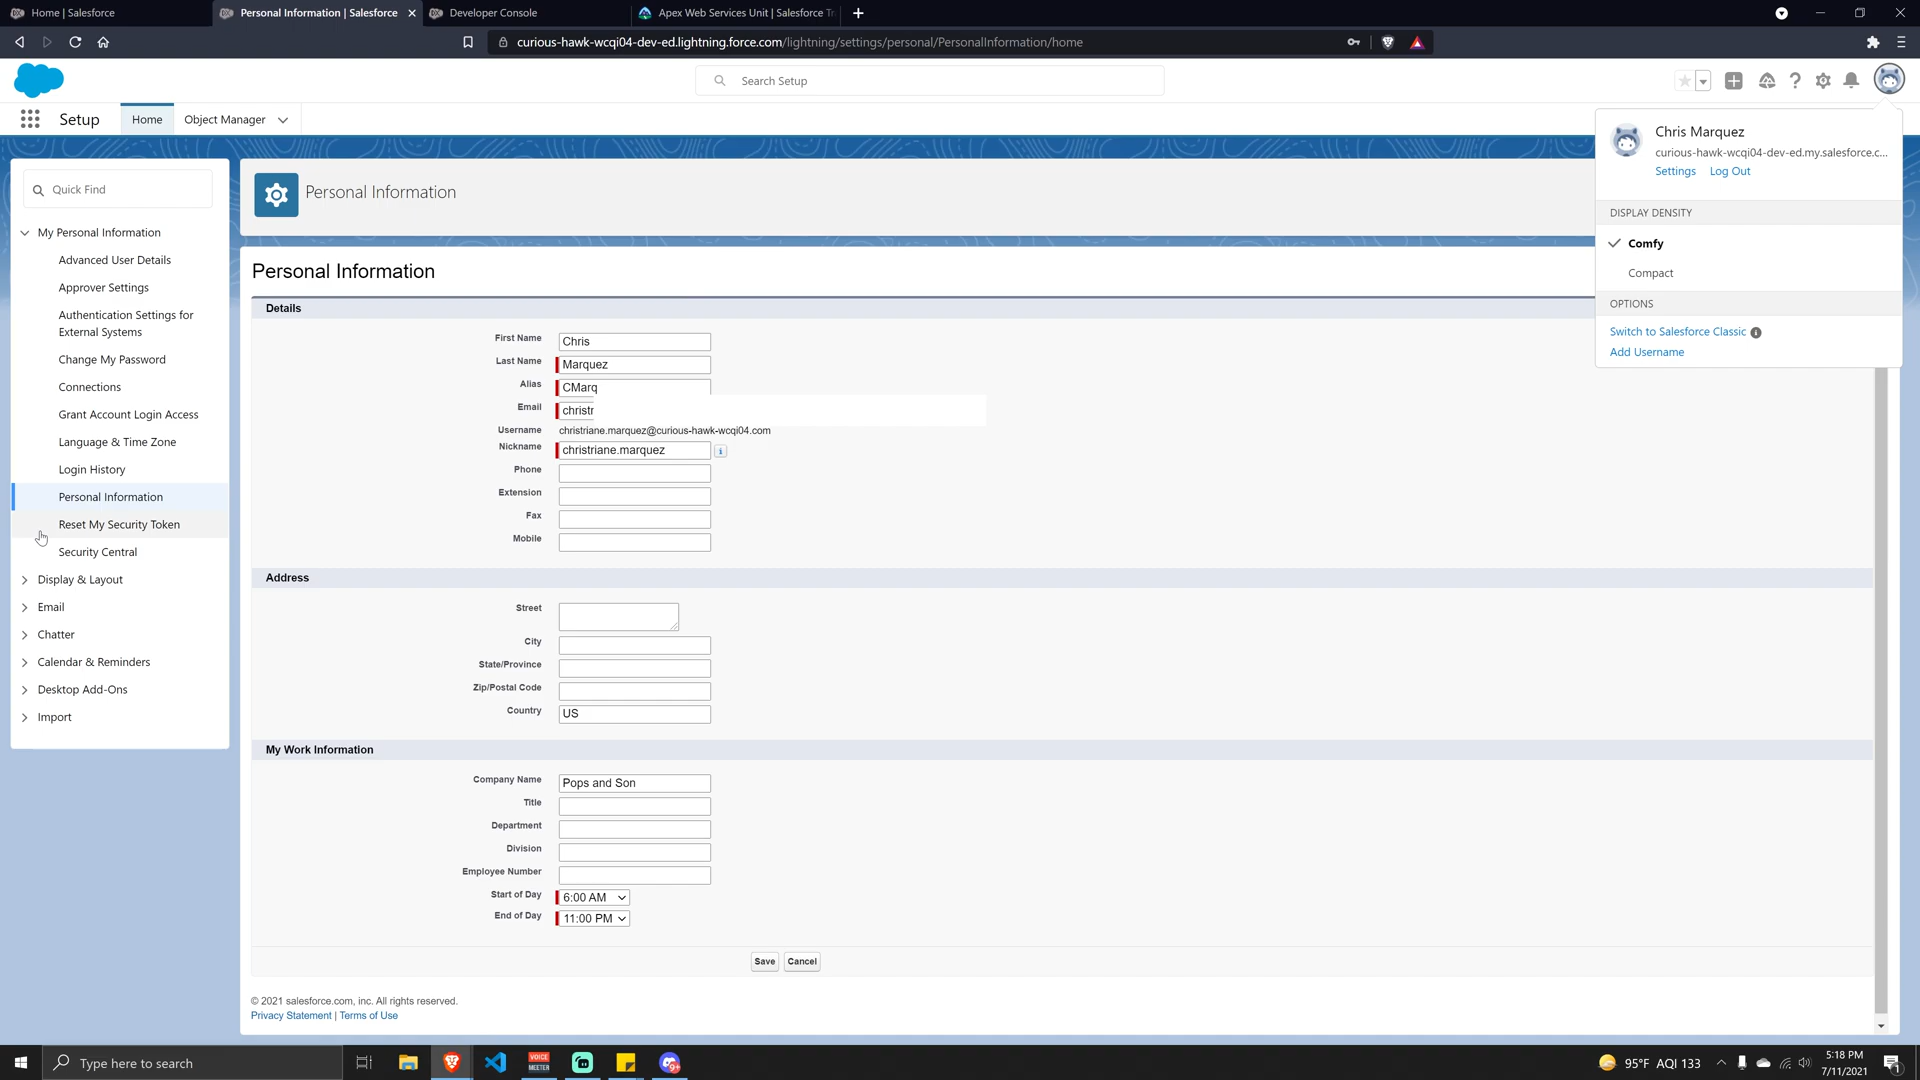 Home | Salesforce
Personal Information | Salesforce
Developer Console
Apex Web Services Unit | Salesforce Tr
curious-hawk-wcqi04-dev-ed.lightning.force.com/lightning/settings/personal/PersonalInformation/home
Search Setup
Setup
Home
Object Manager
Chris Marquez
curious-hawk-wcqi04-dev-ed.my.salesforce.c...
Settings
Log Out
DISPLAY DENSITY
Comfy
Compact
OPTIONS
Switch to Salesforce Classic
Add Username
Quick Find
My Personal Information
Advanced User Details
Approver Settings
Authentication Settings for
External Systems
Change My Password
Connections
Grant Account Login Access
Language & Time Zone
Login History
Personal Information
Reset My Security Token
Security Central
Display & Layout
Email
Chatter
Calendar & Reminders
Desktop Add-Ons
Import
Personal Information
Personal Information
Details
First Name Chris
Last Name Marquez
Alias CMarq
Email christr
Username christriane.marquez@curious-hawk-wcqi04.com
Nickname christriane.marquez
Phone
Extension
Fax
Mobile
Address
Street
City
State/Province
Zip/Postal Code
Country US
My Work Information
Company Name Pops and Son
Title
Department
Division
Employee Number
Start of Day 6:00 AM
End of Day 11:00 PM
Save Cancel
© 2021 salesforce.com, inc. All rights reserved.
Privacy Statement | Terms of Use
Type here to search
VOICE
MEETER
9+
95°F AQI 133
5:18 PM
7/11/2021
1